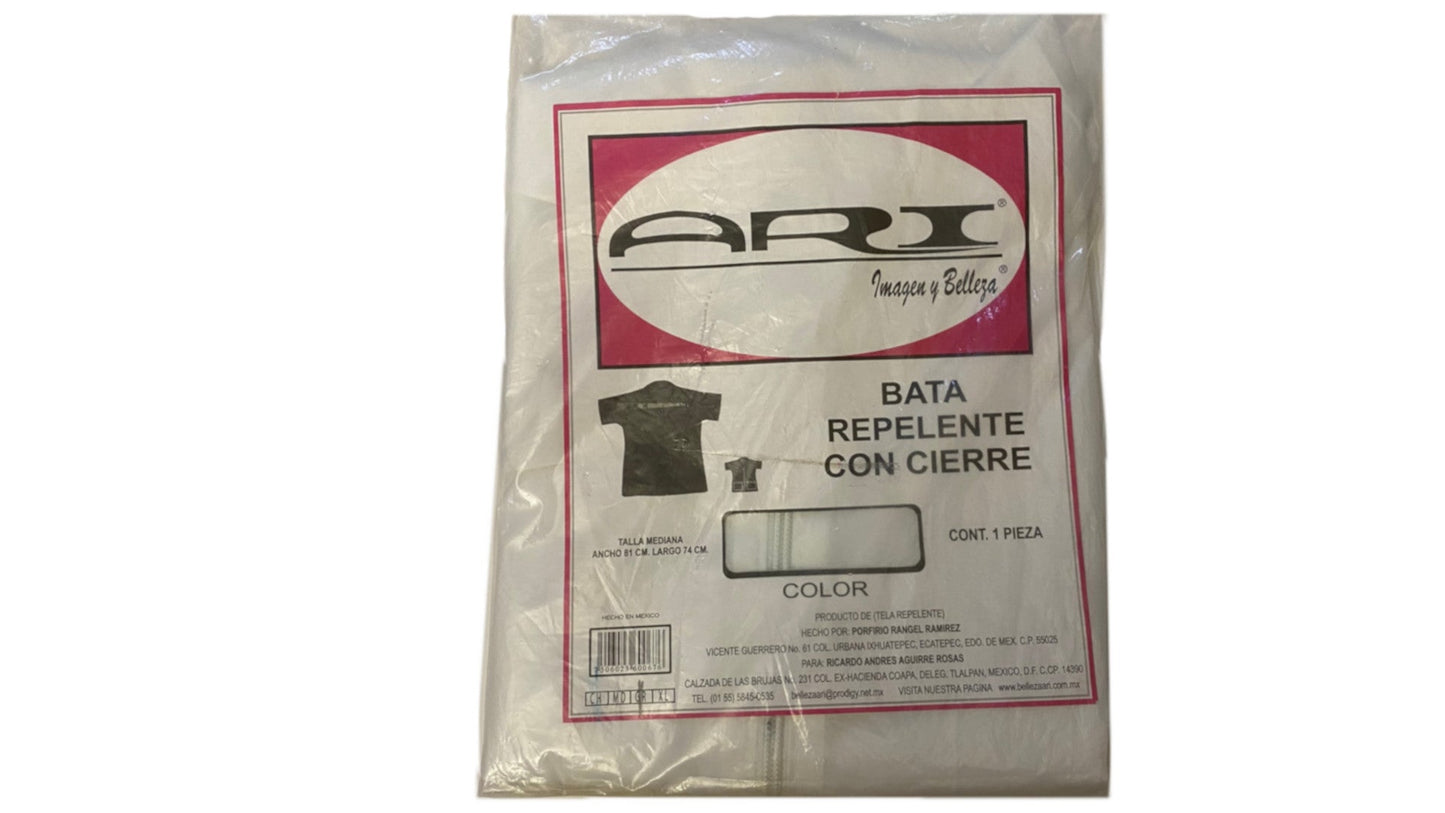 ARI®
Imagen y Belleza®
BATA
REPELENTE
CON CIERRE
TALLA MEDIANA
ANCHO 81 CM. LARGO 74 CM.
CONT. 1 PIEZA
COLOR
HECHO EN MEXICO
PRODUCTO DE (TELA REPELENTE)
HECHO POR: PORFIRIO RANGEL RAMIREZ
VICENTE GUERRERO No. 61 COL. URBANA IXHUATEPEC, ECATEPEC, EDO. DE MEX. C.P. 55025
PARA: RICARDO ANDRES AGUIRRE ROSAS
CALZADA DE LAS BRUJAS No. 231 COL. EX-HACIENDA COAPA, DELEG. TLALPAN, MEXICO, D.F. C.CP. 14390
TEL. (01 55) 5845-0535 bellezaari@prodigy.net.mx VISITA NUESTRA PAGINA www.bellezaari.com.mx
CH MD GR XL